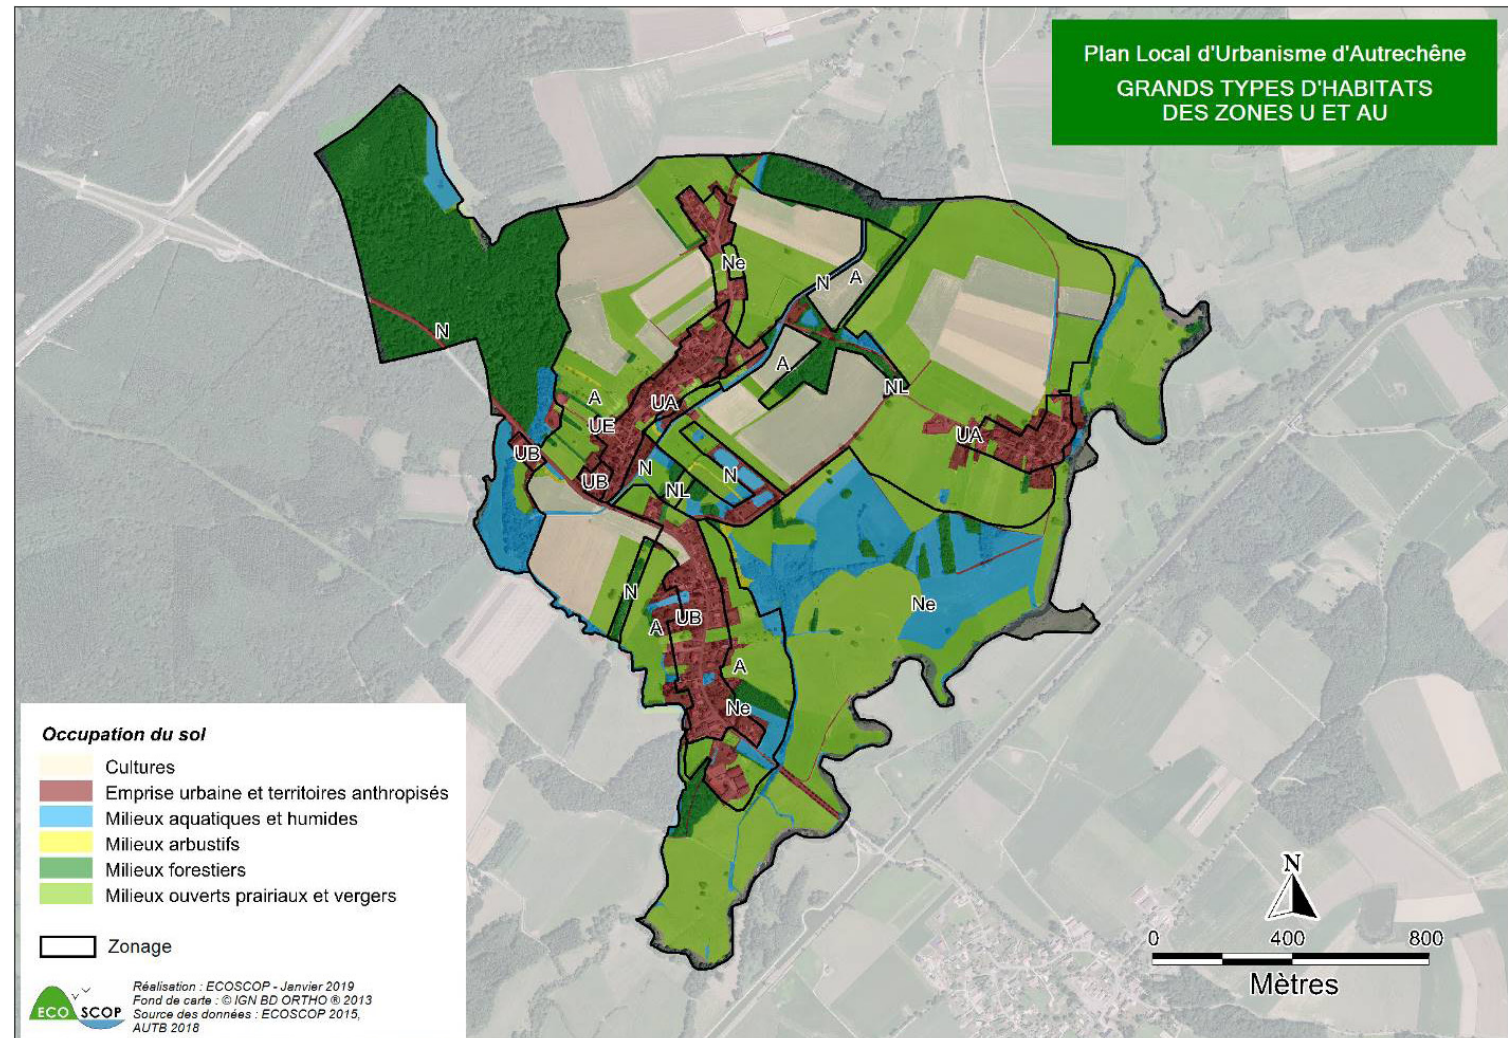 Plan Local d'Urbanisme d'Autrechêne
GRANDS TYPES D'HABITATS
DES ZONES U ET AU
Ne
N
A
N
A
A
NL
UA
UE
UA
UB
UB
N
N
NL
N
Ne
UB
A
A
Ne
Occupation du sol
Cultures
Emprise urbaine et territoires anthropisés
Milieux aquatiques et humides
Milieux arbustifs
Milieux forestiers
Milieux ouverts prairiaux et vergers
Zonage
ECO SCOP
Réalisation : ECOSCOP - Janvier 2019
Fond de carte : © IGN BD ORTHO ® 2013
Source des données : ECOSCOP 2015,
AUTB 2018
N
0 400 800
Mètres